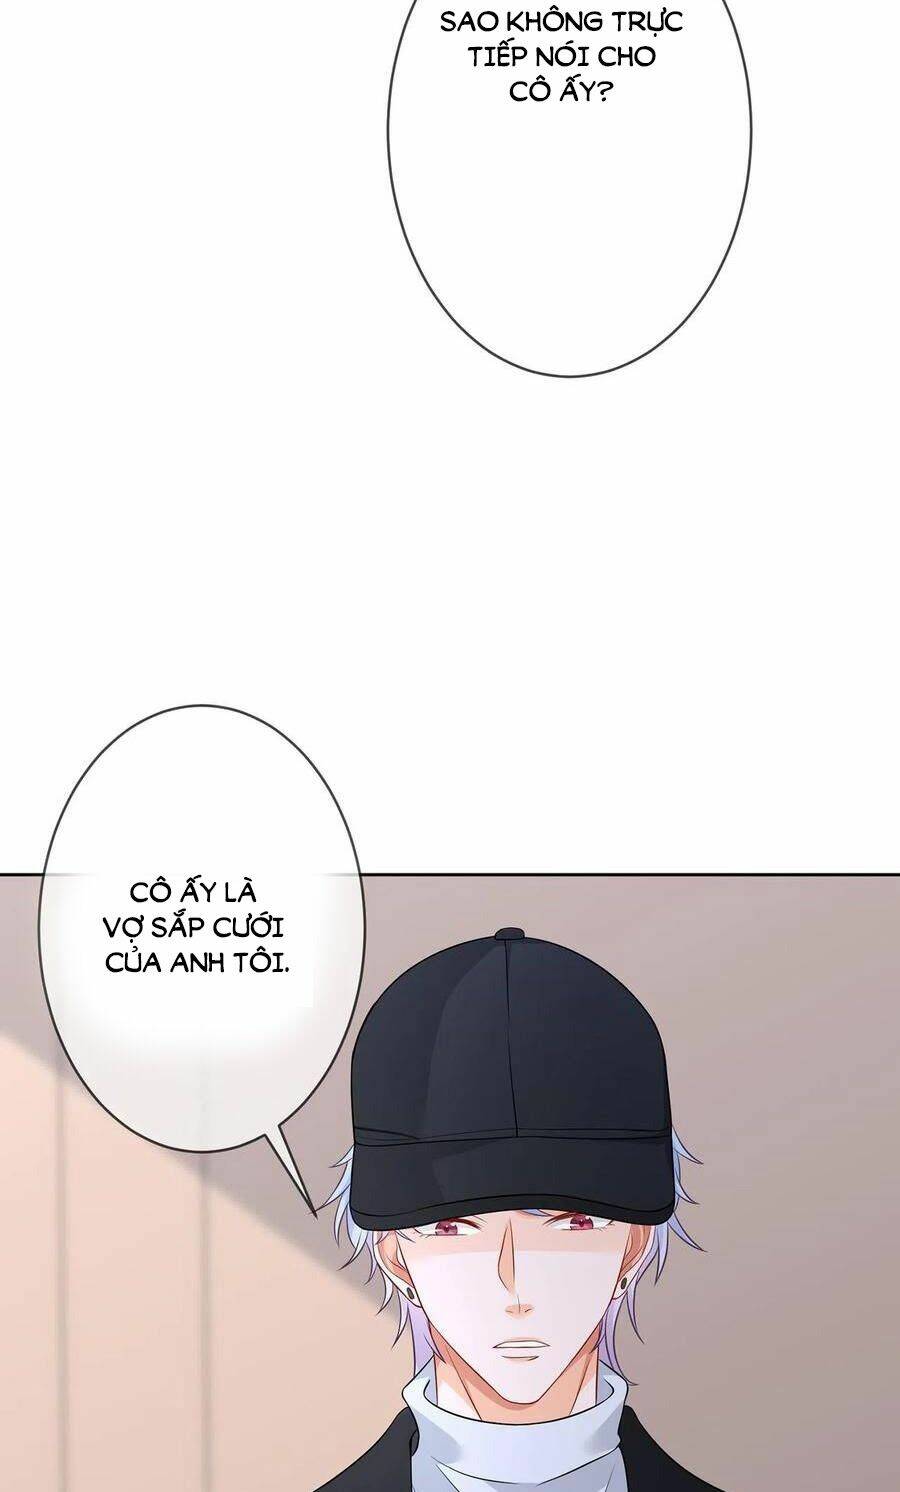 SAO KHÔNG TRỰC
TIẾP NÓI CHO
CÔ ẤY?
CÔ ẤY LÀ
VỢ SẮP CƯỚI
CỦA ANH TÔI.